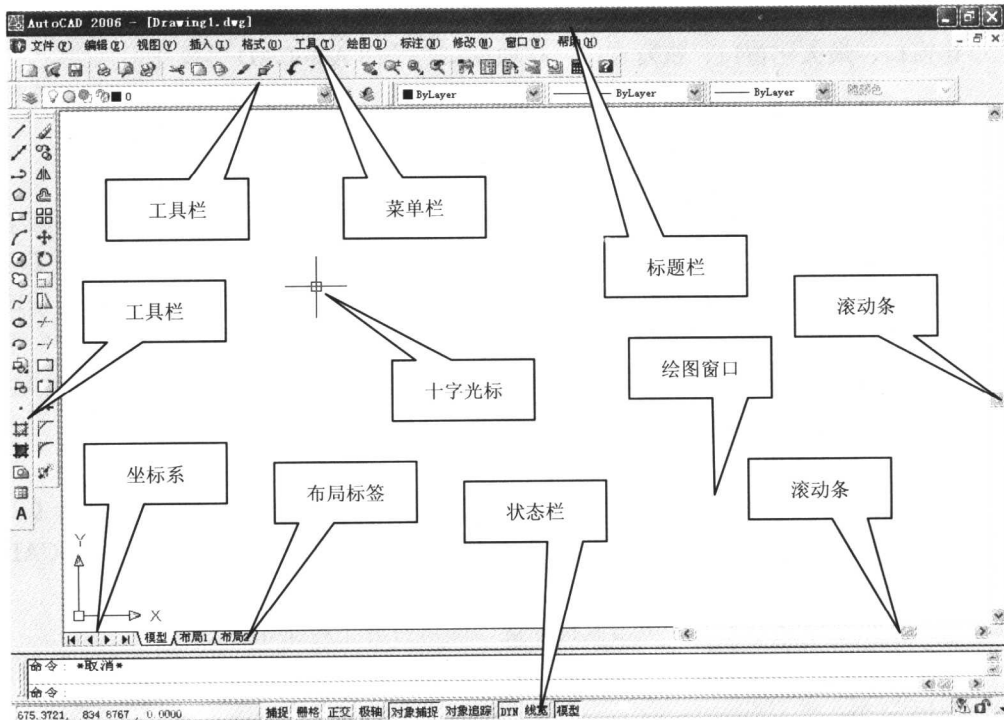 AutoCAD 2006 - [Drawing1.dwg]
文件(F) 编辑(E) 视图(V) 插入(I) 格式(O) 工具(T) 绘图(D) 标注(N) 修改(M) 窗口(W) 帮助(H)
0 ByLayer ByLayer ByLayer 随颜色
工具栏 菜单栏
标题栏
工具栏 滚动条
绘图窗口
十字光标
坐标系 布局标签 滚动条
状态栏
A
Y
X
模型 布局1 布局2
命令: *取消*
命令:
675.3721, 834.6767 , 0.0000 捕捉 栅格 正交 极轴 对象捕捉 对象追踪 DYN 线宽 模型